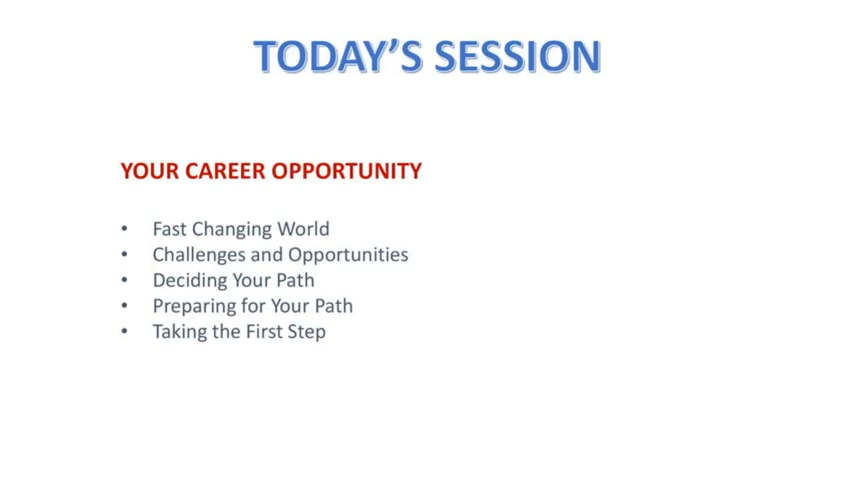 TODAY’S SESSION
YOUR CAREER OPPORTUNITY
• Fast Changing World
• Challenges and Opportunities
• Deciding Your Path
• Preparing for Your Path
• Taking the First Step